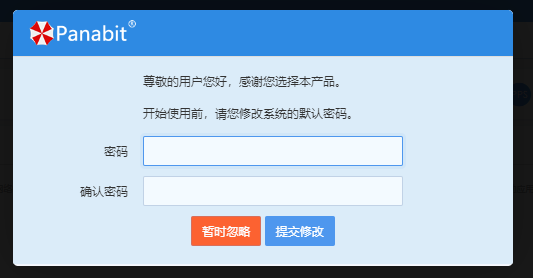 Panabit®
尊敬的用户您好，感谢您选择本产品。
开始使用前，请您修改系统的默认密码。
密码
确认密码
暂时忽略 提交修改